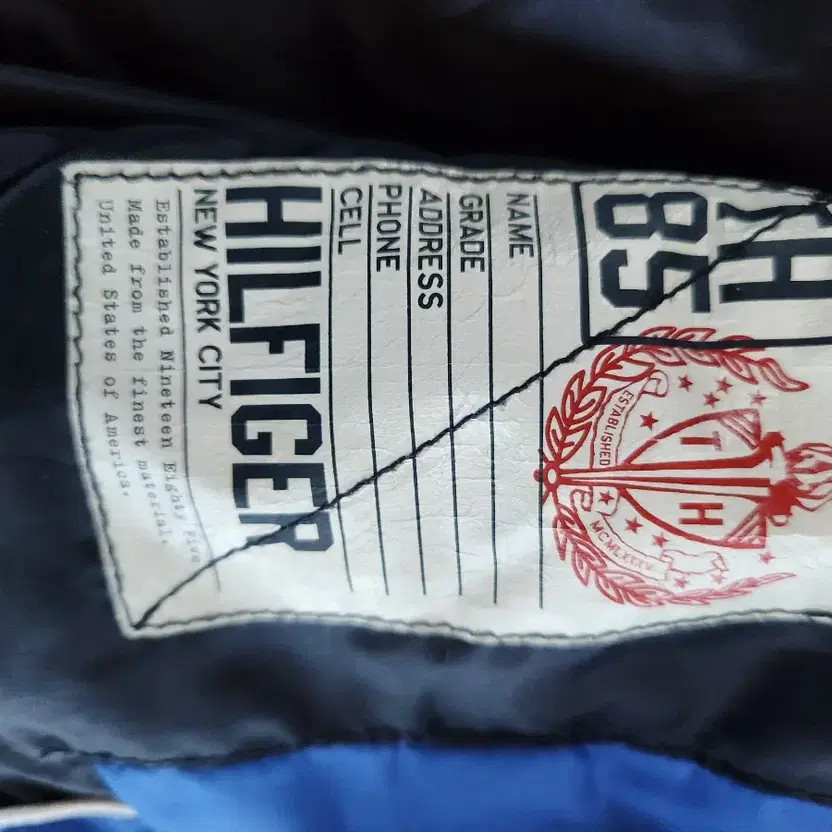 TH
85
T H
ESTABLISHED
MCMLXXXV
NAME
GRADE
ADDRESS
PHONE
CELL
HILFIGER
NEW YORK CITY
Established Nineteen Eighty Five
Made from the finest material.
United States of America.